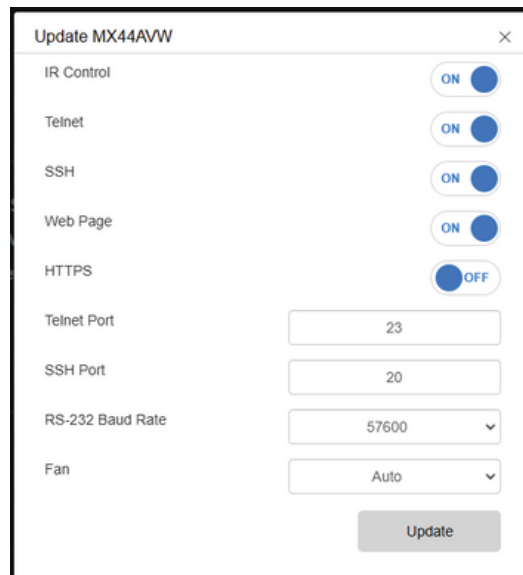 Update MX44AVW ×
IR Control ON
Telnet ON
SSH ON
Web Page ON
HTTPS OFF
Telnet Port 23
SSH Port 20
RS-232 Baud Rate 57600
Fan Auto
Update